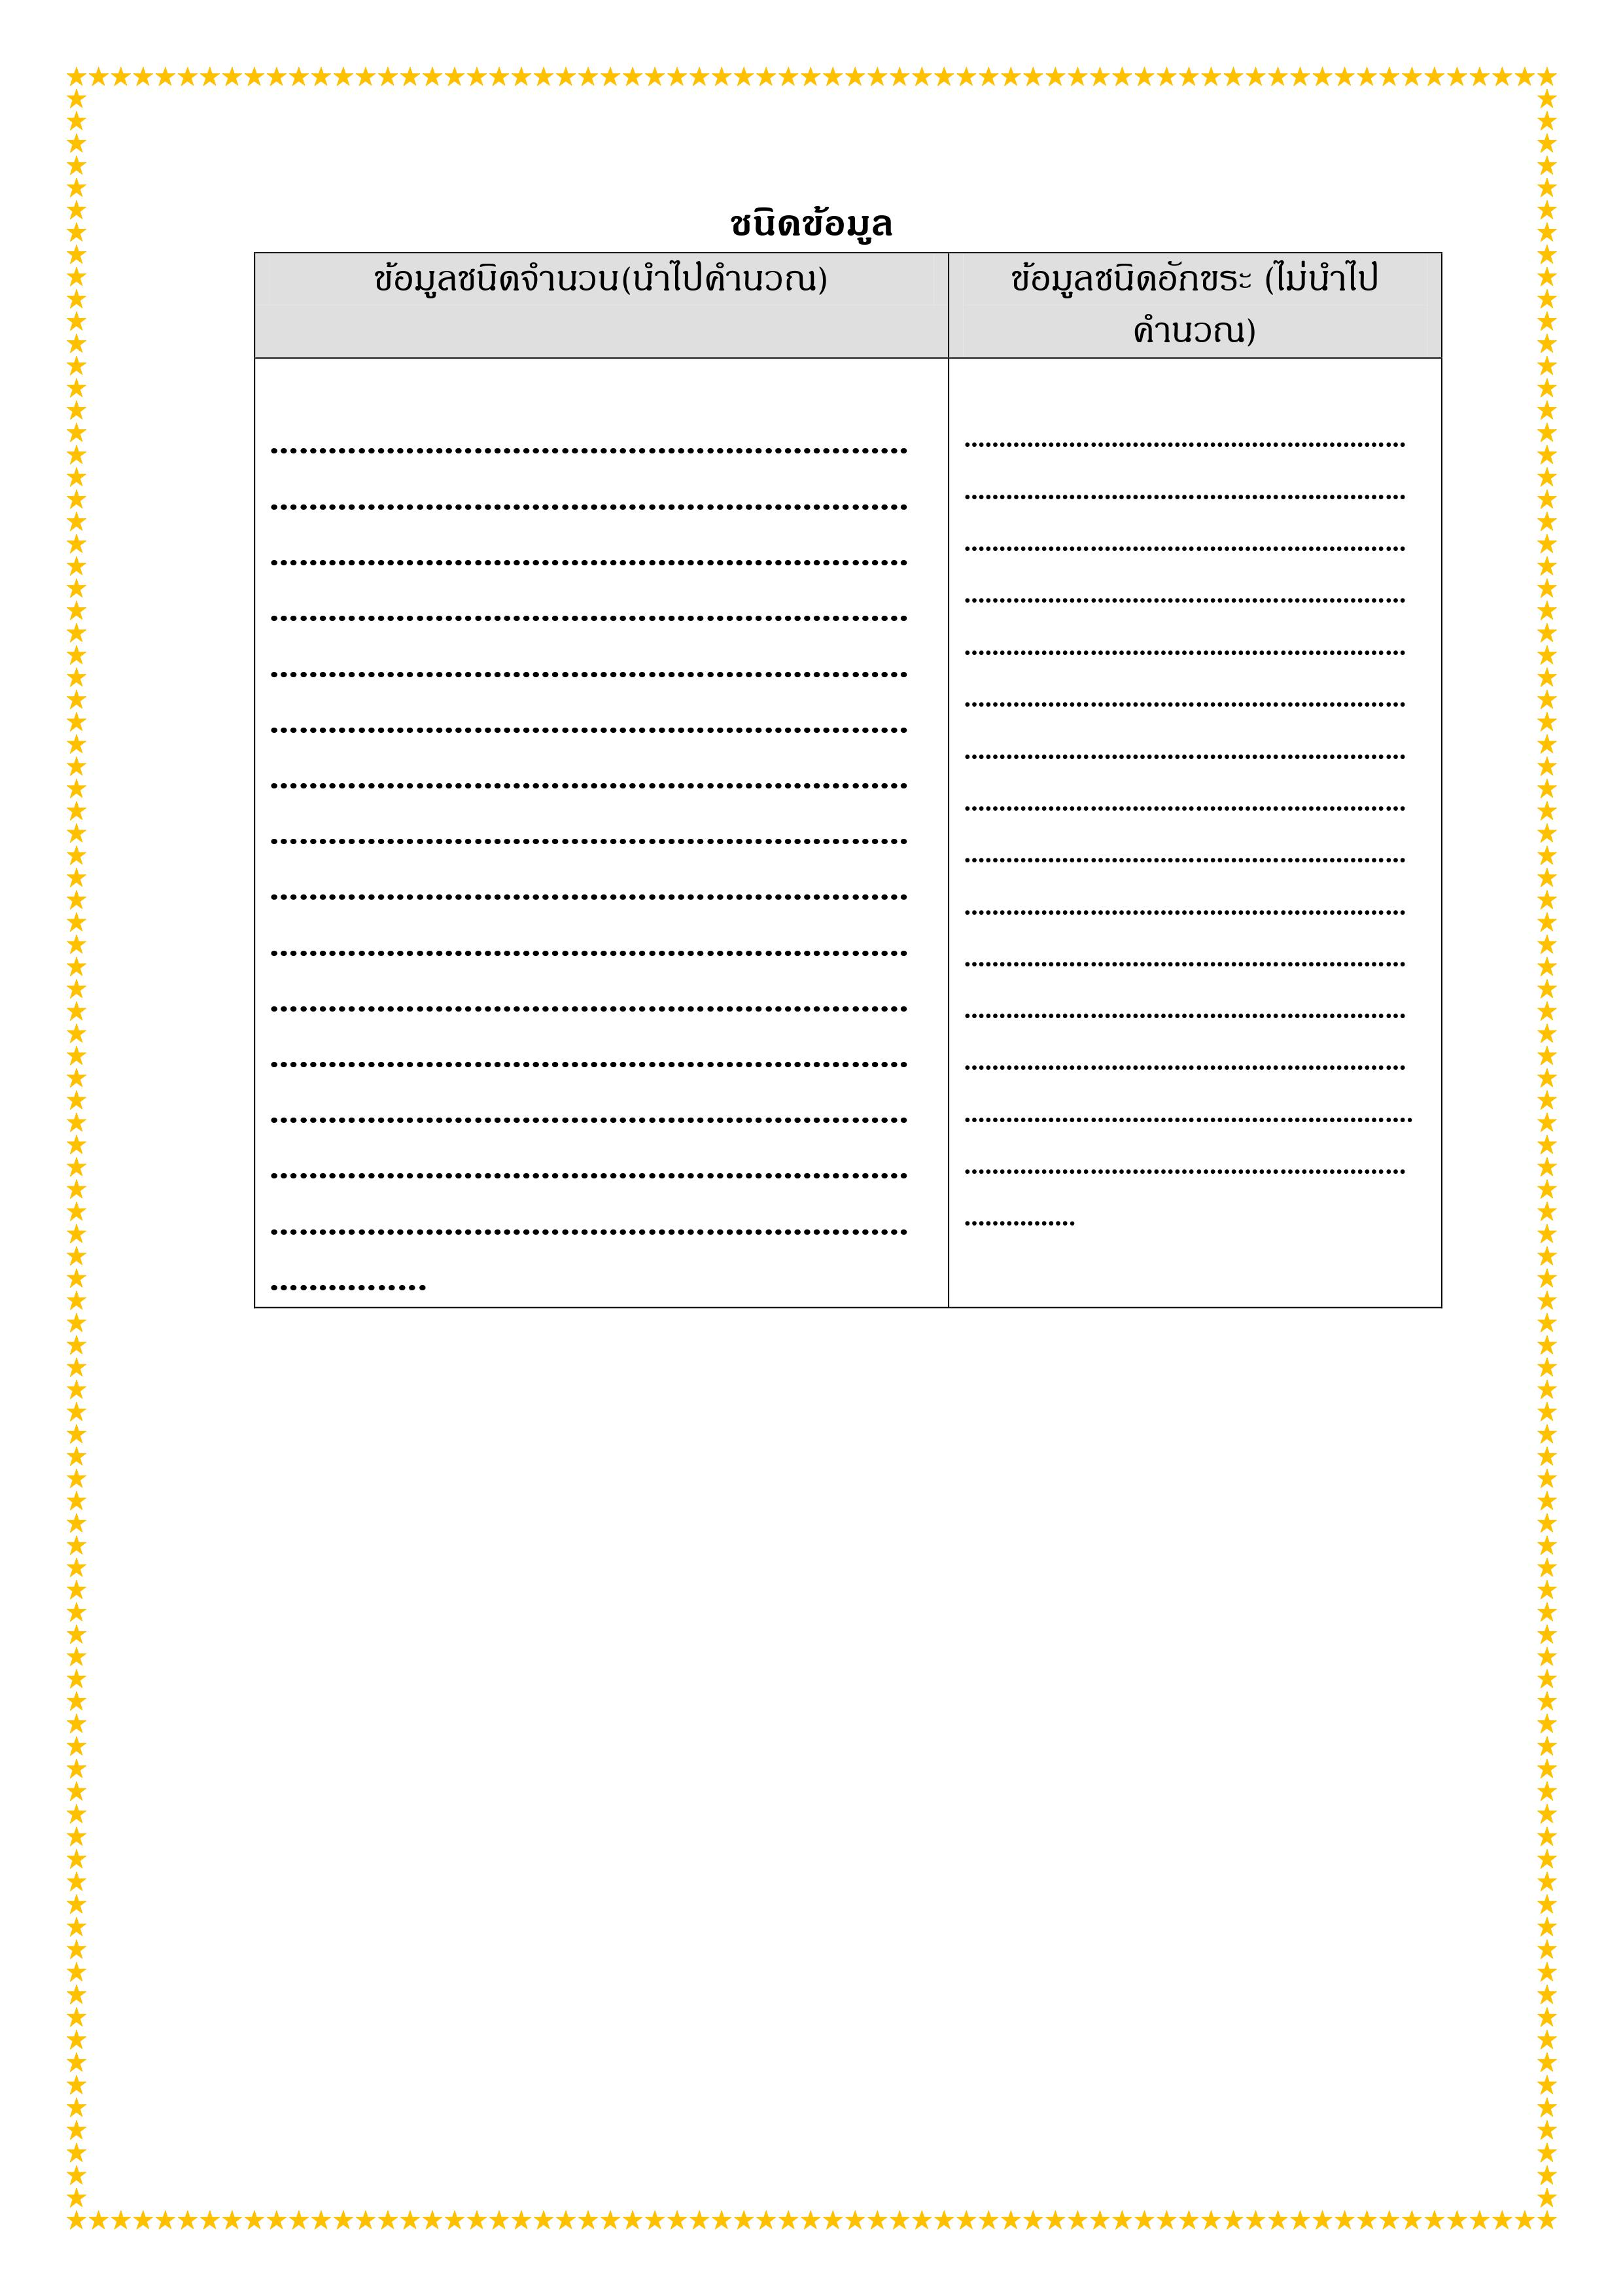 ชนิดข้อมูล
ข้อมูลชนิดจำนวน(นำไปคำนวณ)
ข้อมูลชนิดอักขระ (ไม่นำไป
คำนวณ)